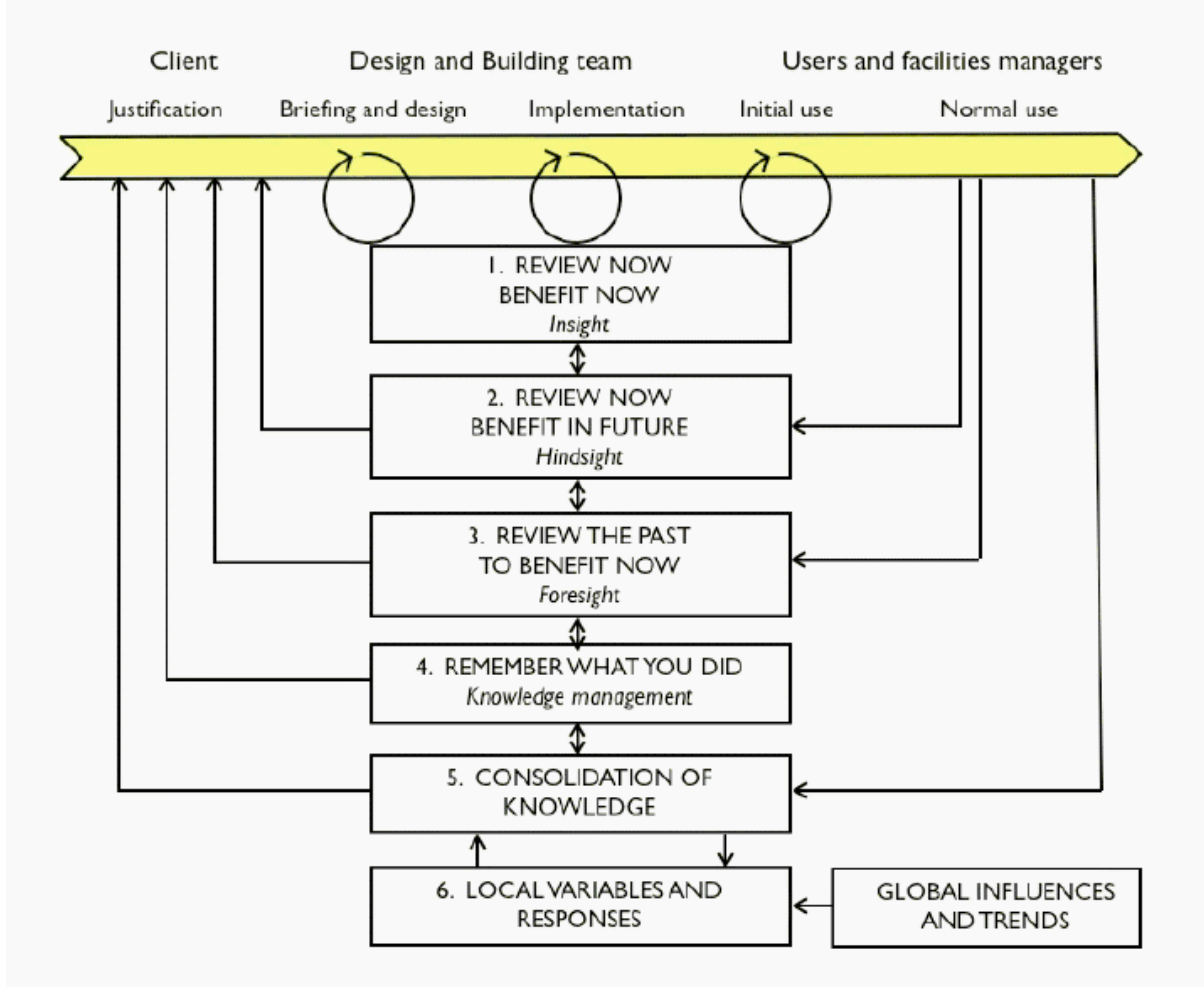 Client Design and Building team Users and facilities managers
Justification Briefing and design Implementation Initial use Normal use
1. REVIEW NOW
BENEFIT NOW
Insight
2. REVIEW NOW
BENEFIT IN FUTURE
Hindsight
3. REVIEW THE PAST
TO BENEFIT NOW
Foresight
4. REMEMBER WHAT YOU DID
Knowledge management
5. CONSOLIDATION OF
KNOWLEDGE
6. LOCAL VARIABLES AND
RESPONSES
GLOBAL INFLUENCES
AND TRENDS